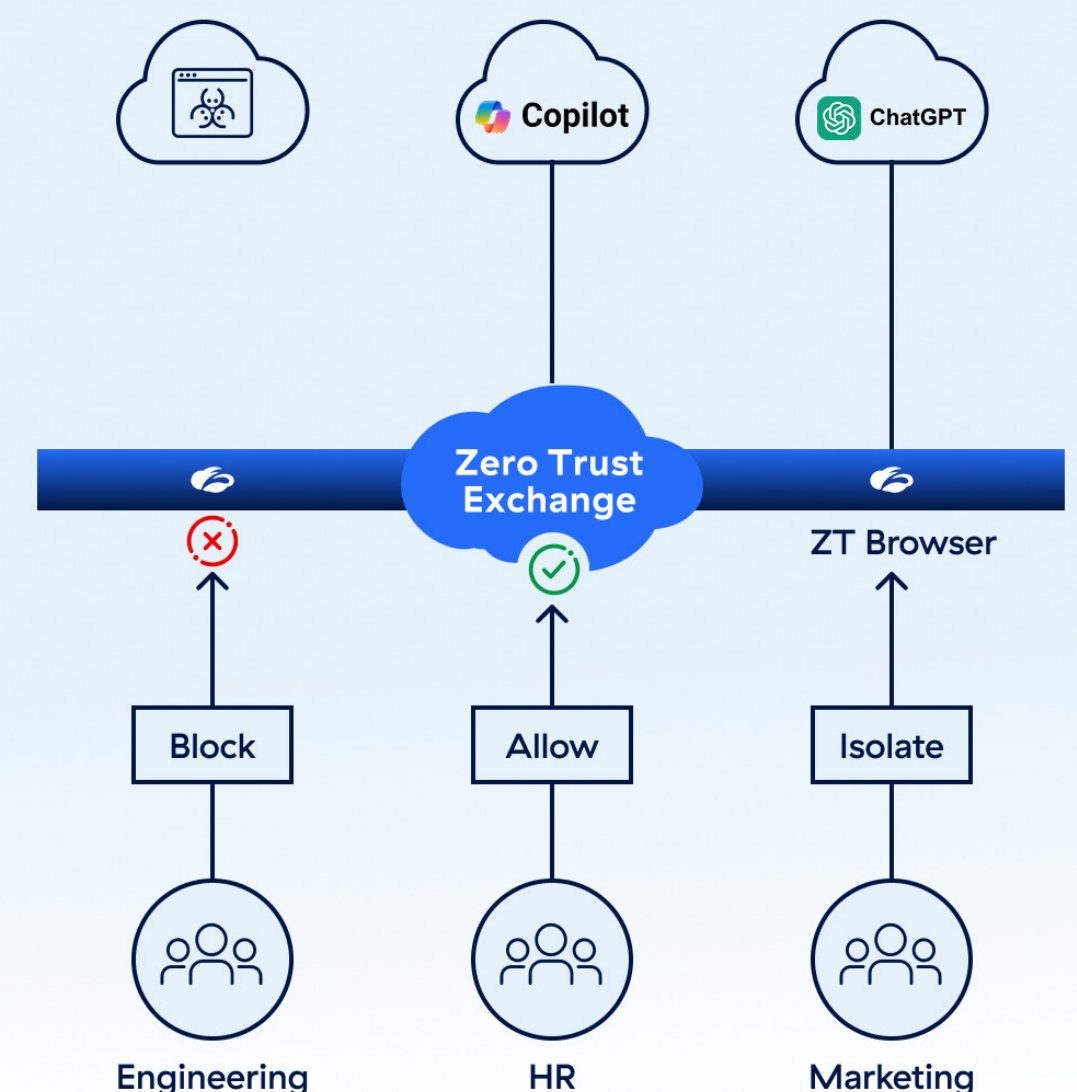 Copilot
ChatGPT
Zero Trust
Exchange
ZT Browser
Block
Allow
Isolate
Engineering
HR
Marketing